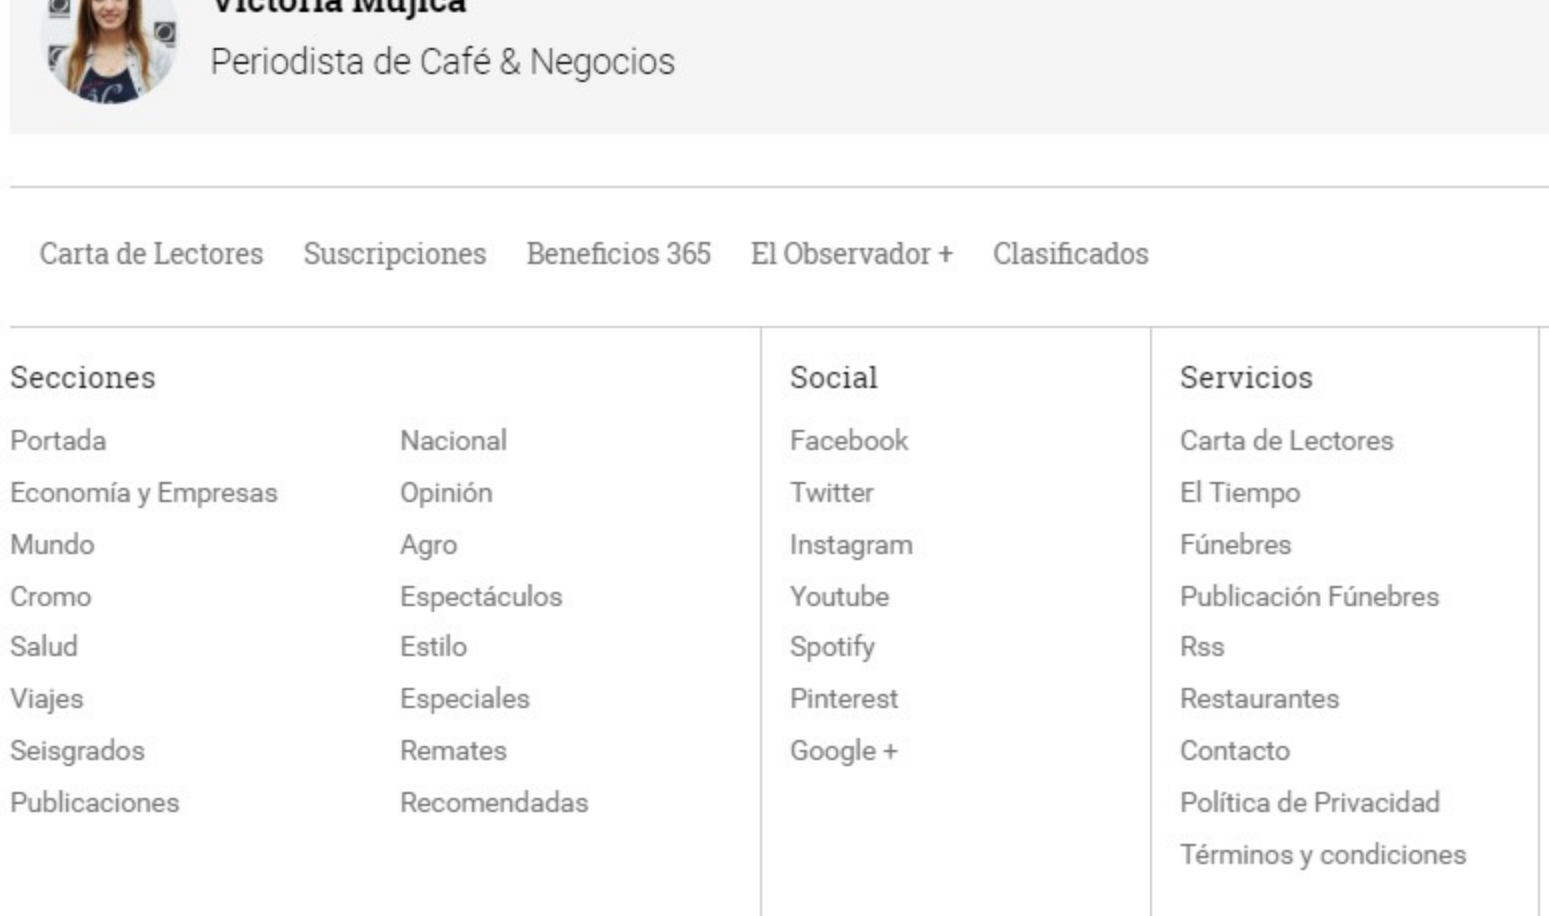 Victoria Mujica
Periodista de Café & Negocios
Carta de Lectores Suscripciones Beneficios 365 El Observador + Clasificados
Secciones
Portada
Economía y Empresas
Mundo
Cromo
Salud
Viajes
Seisgrados
Publicaciones
Nacional
Opinión
Agro
Espectáculos
Estilo
Especiales
Remates
Recomendadas
Social
Facebook
Twitter
Instagram
Youtube
Spotify
Pinterest
Google +
Servicios
Carta de Lectores
El Tiempo
Fúnebres
Publicación Fúnebres
Rss
Restaurantes
Contacto
Política de Privacidad
Términos y condiciones